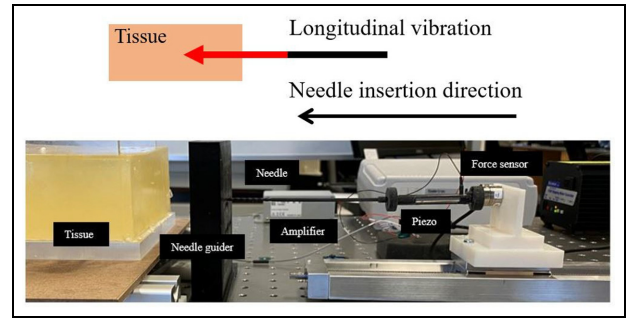 Tissue
Longitudinal vibration
Needle insertion direction
Needle
Force sensor
Amplifier
Piezo
Tissue
Needle guider